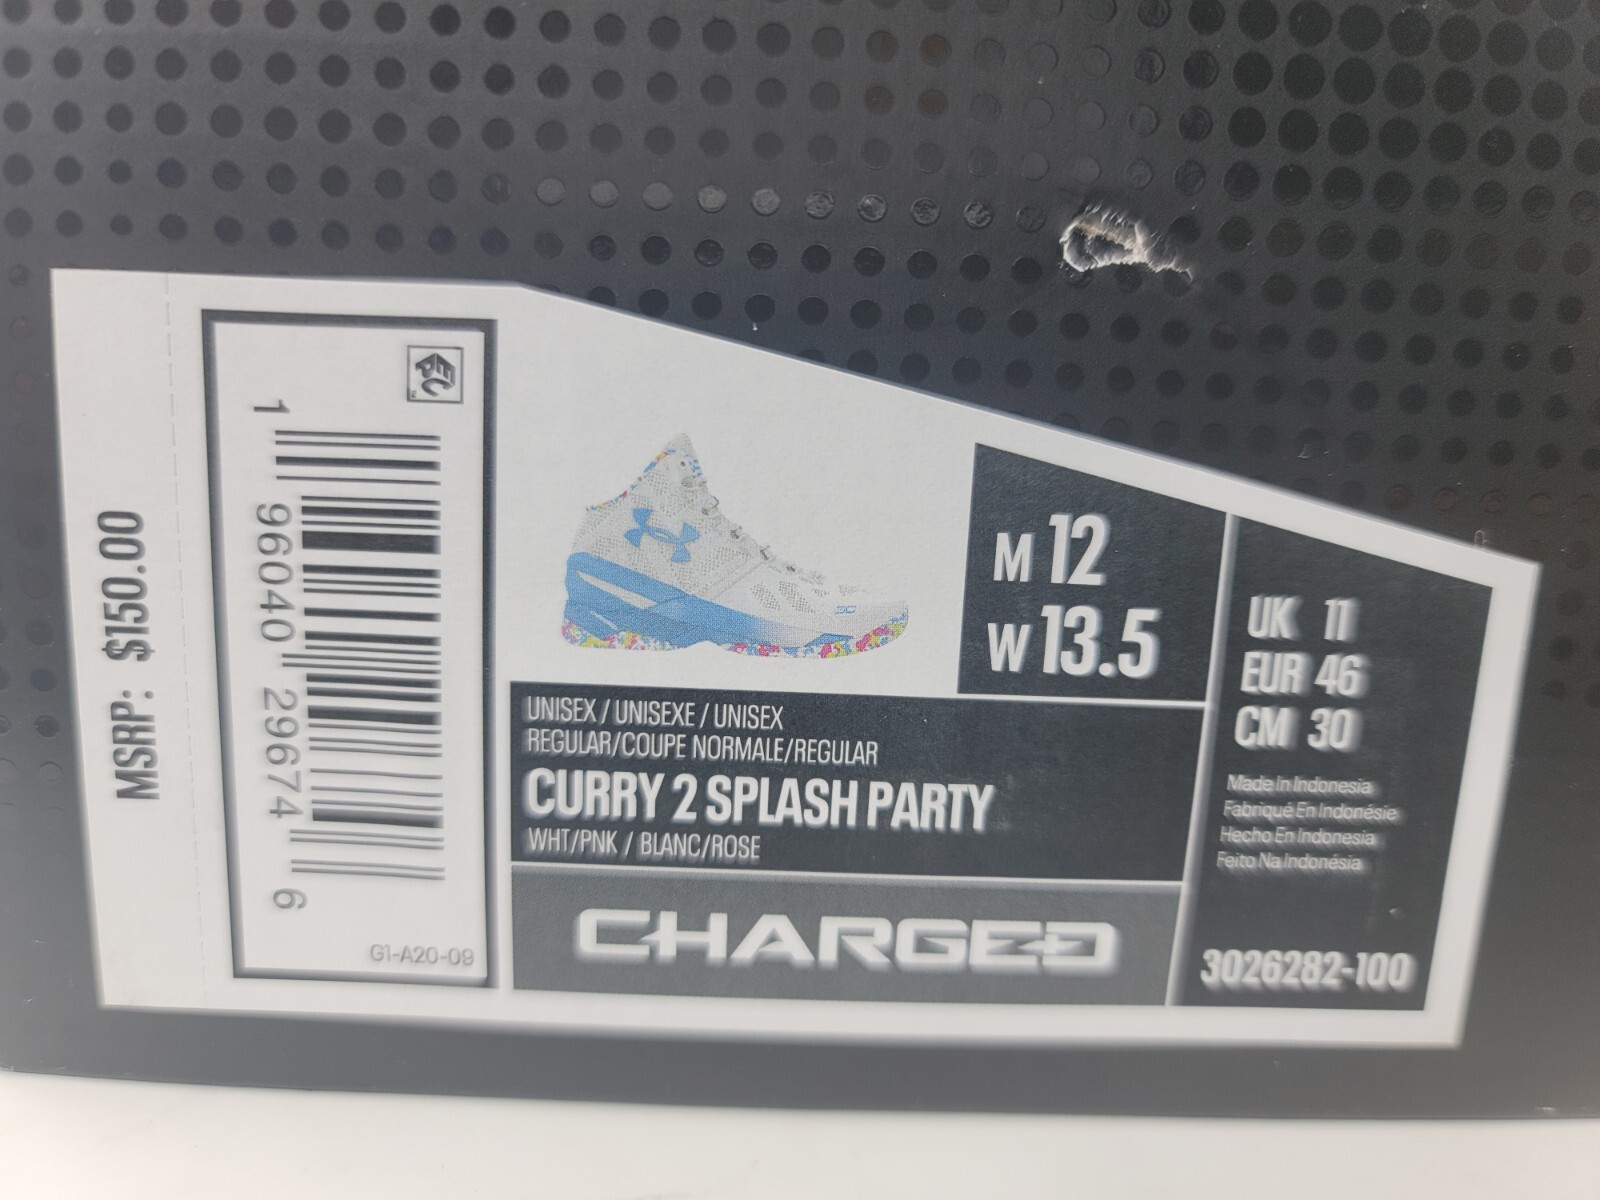 MSRP: $150.00
1 96040 29674 6
G1-A20-09
M 12
W 13.5
UNISEX / UNISEXE / UNISEX
REGULAR/COUPE NORMALE/REGULAR
CURRY 2 SPLASH PARTY
WHT/PNK / BLANC/ROSE
CHARGED
UK 11
EUR 46
CM 30
Made In Indonesia
Fabriqué En Indonésie
Hecho En Indonesia
Feito Na Indonésia
3026282-100